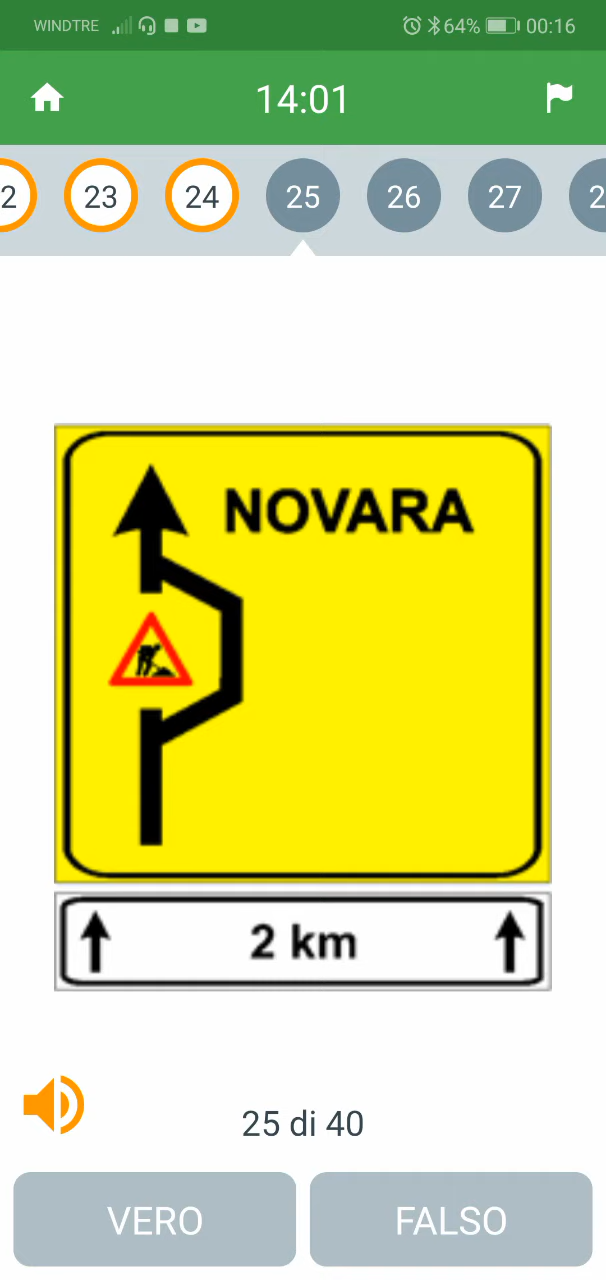 WINDTRE 64% 00:16
14:01
2 23 24 25 26 27 2
NOVARA
2 km
25 di 40
VERO FALSO